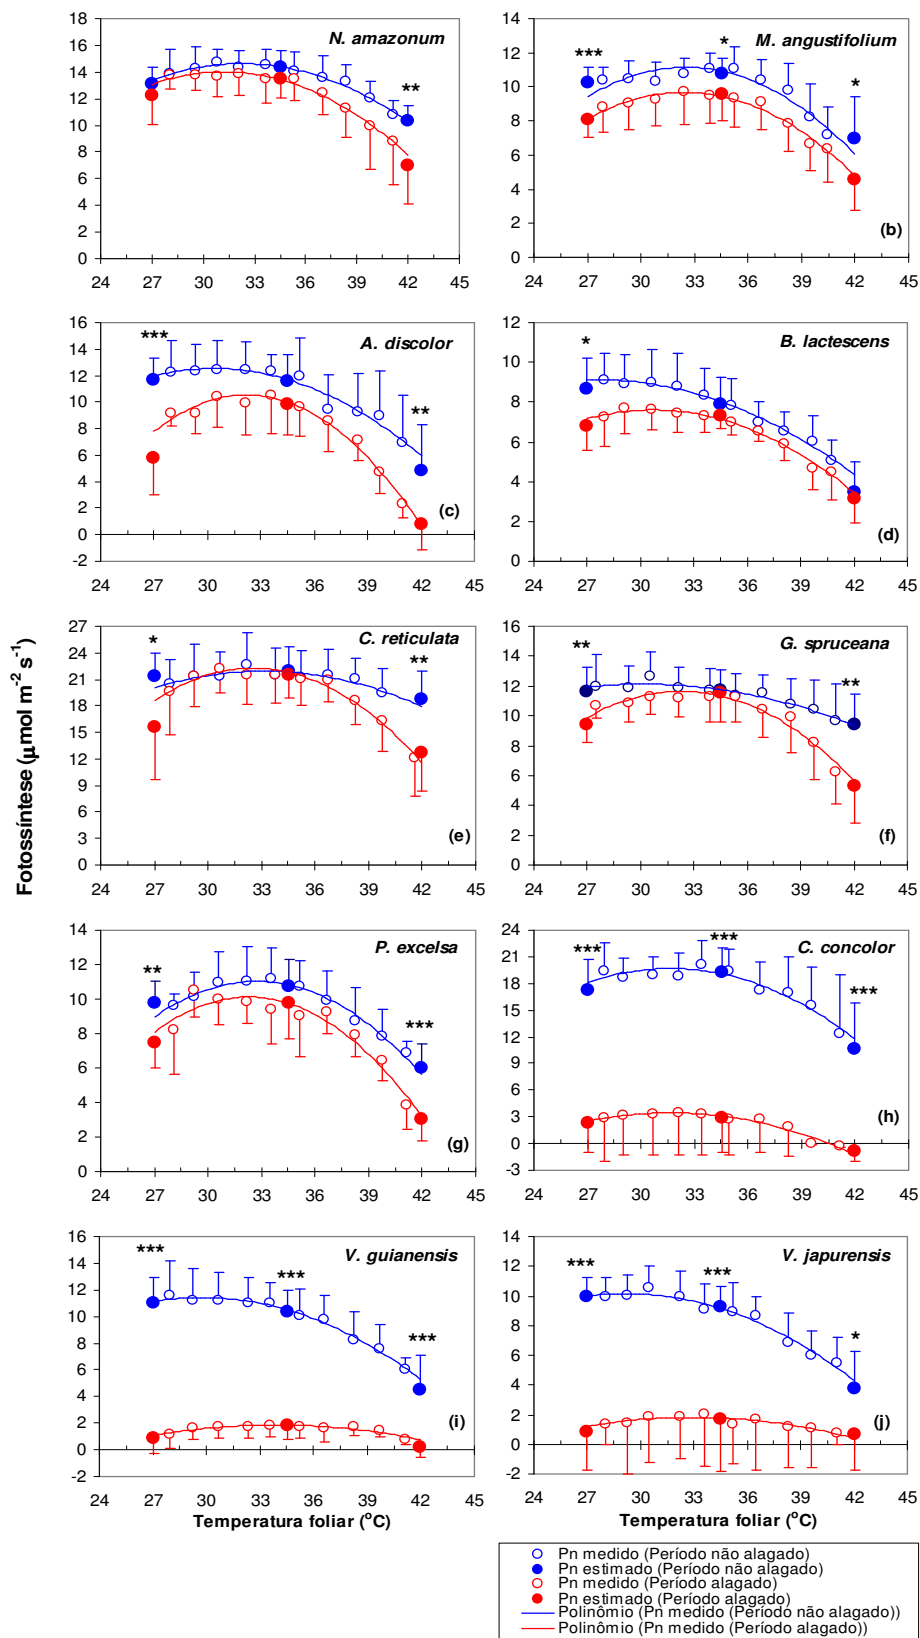 Fotossíntese (µmol m-2 s-1)
18
16
14
12
10
8
6
4
2
0
24 27 30 33 36 39 42 45
N. amazonum
**
14
12
10
8
6
4
2
0
24 27 30 33 36 39 42 45
M. angustifolium
***
*
*
(b)
16
14
12
10
8
6
4
2
0
-2
24 27 30 33 36 39 42 45
A. discolor
***
**
(c)
12
10
8
6
4
2
0
24 27 30 33 36 39 42 45
B. lactescens
*
(d)
27
24
21
18
15
12
9
6
3
0
24 27 30 33 36 39 42 45
C. reticulata
*
**
(e)
16
14
12
10
8
6
4
2
0
24 27 30 33 36 39 42 45
G. spruceana
**
**
(f)
14
12
10
8
6
4
2
0
24 27 30 33 36 39 42 45
P. excelsa
**
***
(g)
24
21
18
15
12
9
6
3
0
-3
24 27 30 33 36 39 42 45
C. concolor
***
***
***
(h)
16
14
12
10
8
6
4
2
0
-2
24 27 30 33 36 39 42 45
V. guianensis
***
***
***
(i)
Temperatura foliar (oC)
14
12
10
8
6
4
2
0
-2
24 27 30 33 36 39 42 45
V. japurensis
***
***
*
(j)
Temperatura foliar (oC)
Pn medido (Período não alagado)
Pn estimado (Período não alagado)
Pn medido (Período alagado)
Pn estimado (Período alagado)
Polinômio (Pn medido (Período não alagado))
Polinômio (Pn medido (Período alagado))